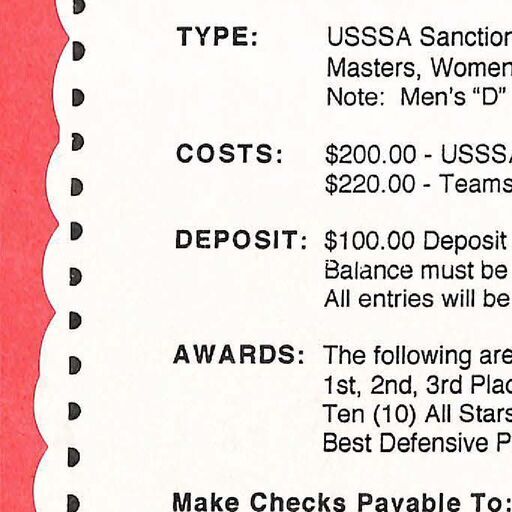 TYPE: USSSA Sanction
Masters, Women
Note: Men's "D"
COSTS: $200.00 - USSSA
$220.00 - Teams
DEPOSIT: $100.00 Deposit
Balance must be
All entries will be
AWARDS: The following are
1st, 2nd, 3rd Plac
Ten (10) All Stars
Best Defensive P
Make Checks Payable To: